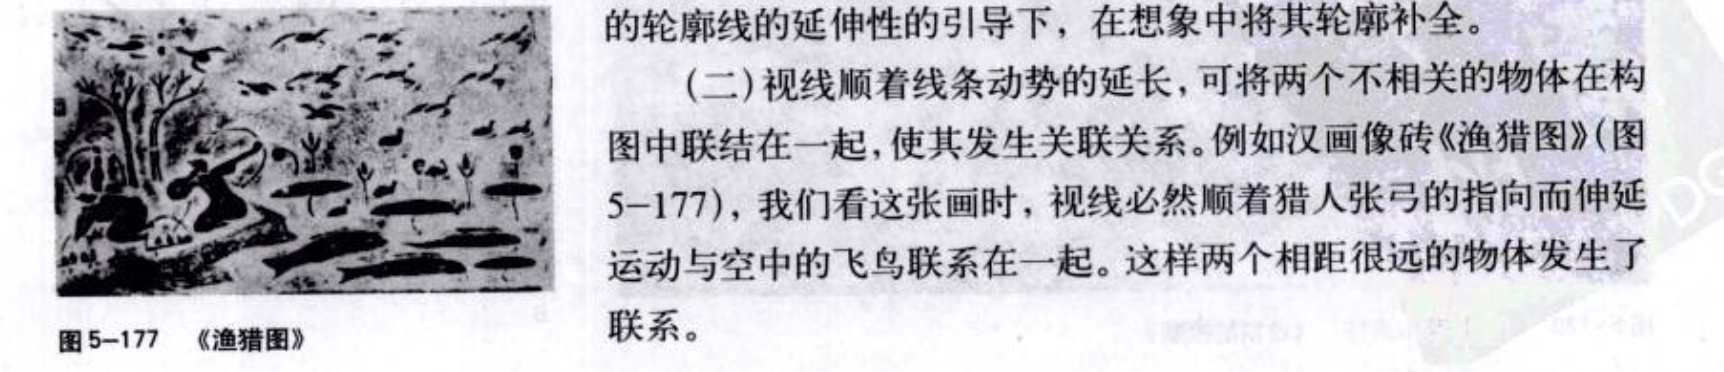 的轮廓线的延伸性的引导下，在想象中将其轮廓补全。
（二）视线顺着线条动势的延长，可将两个不相关的物体在构
图中联结在一起，使其发生关联关系。例如汉画像砖《渔猎图》（图
5-177），我们看这张画时，视线必然顺着猎人张弓的指向而伸延
运动与空中的飞鸟联系在一起。这样两个相距很远的物体发生了
联系。
图5-177 《渔猎图》